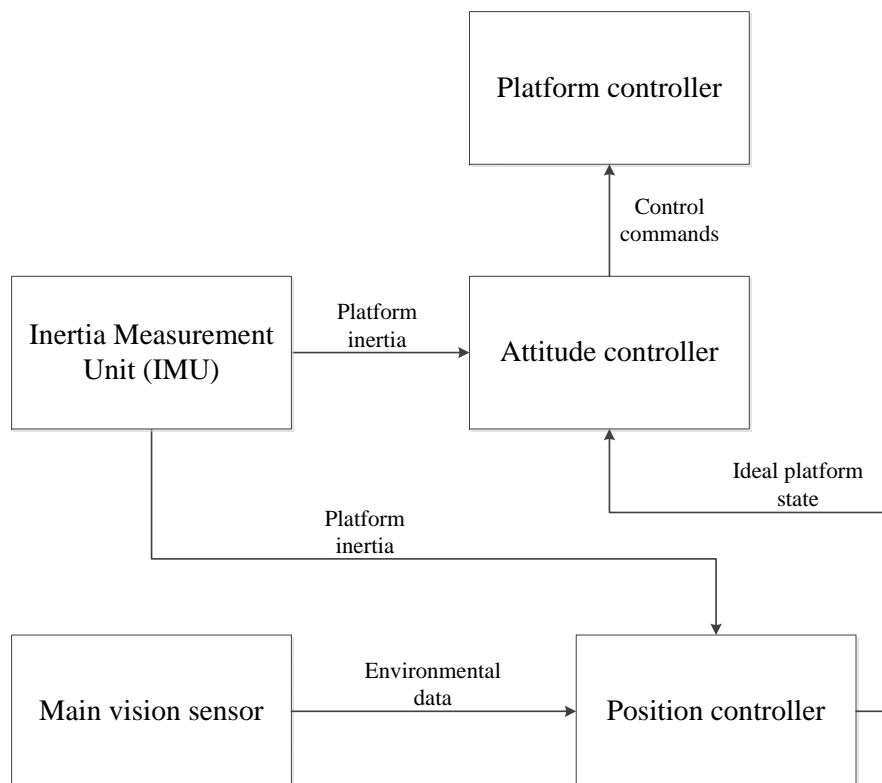 Platform controller
Control
commands
Platform
inertia
Inertia Measurement
Unit (IMU)
Attitude controller
Ideal platform
state
Platform
inertia
Environmental
data
Main vision sensor
Position controller